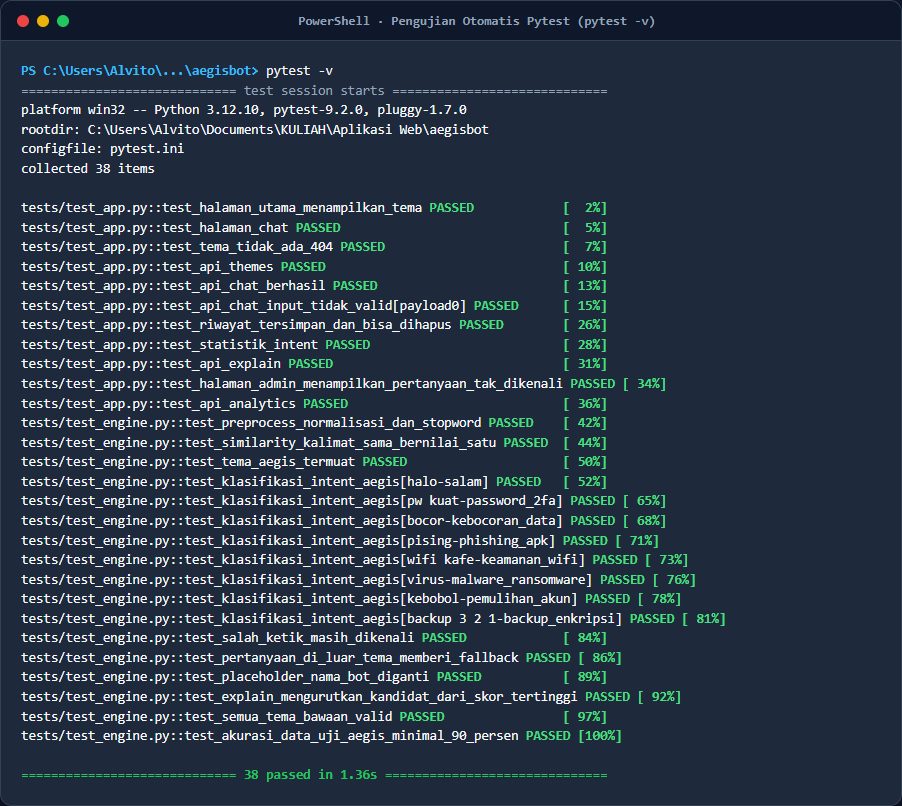 PowerShell · Pengujian Otomatis Pytest (pytest -v)
PS C:\Users\Alvito\...\aegisbot> pytest -v
============================= test session starts =============================
platform win32 -- Python 3.12.10, pytest-9.2.0, pluggy-1.7.0
rootdir: C:\Users\Alvito\Documents\KULIAH\Aplikasi Web\aegisbot
configfile: pytest.ini
collected 38 items
tests/test_app.py::test_halaman_utama_menampilkan_tema PASSED [  2%]
tests/test_app.py::test_halaman_chat PASSED [  5%]
tests/test_app.py::test_tema_tidak_ada_404 PASSED [  7%]
tests/test_app.py::test_api_themes PASSED [ 10%]
tests/test_app.py::test_api_chat_berhasil PASSED [ 13%]
tests/test_app.py::test_api_chat_input_tidak_valid[payload0] PASSED [ 15%]
tests/test_app.py::test_riwayat_tersimpan_dan_bisa_dihapus PASSED [ 26%]
tests/test_app.py::test_statistik_intent PASSED [ 28%]
tests/test_app.py::test_api_explain PASSED [ 31%]
tests/test_app.py::test_halaman_admin_menampilkan_pertanyaan_tak_dikenali PASSED [ 34%]
tests/test_app.py::test_api_analytics PASSED [ 36%]
tests/test_engine.py::test_preprocess_normalisasi_dan_stopword PASSED [ 42%]
tests/test_engine.py::test_similarity_kalimat_sama_bernilai_satu PASSED [ 44%]
tests/test_engine.py::test_tema_aegis_termuat PASSED [ 50%]
tests/test_engine.py::test_klasifikasi_intent_aegis[halo-salam] PASSED [ 52%]
tests/test_engine.py::test_klasifikasi_intent_aegis[pw kuat-password_2fa] PASSED [ 65%]
tests/test_engine.py::test_klasifikasi_intent_aegis[bocor-kebocoran_data] PASSED [ 68%]
tests/test_engine.py::test_klasifikasi_intent_aegis[pising-phishing_apk] PASSED [ 71%]
tests/test_engine.py::test_klasifikasi_intent_aegis[wifi kafe-keamanan_wifi] PASSED [ 73%]
tests/test_engine.py::test_klasifikasi_intent_aegis[virus-malware_ransomware] PASSED [ 76%]
tests/test_engine.py::test_klasifikasi_intent_aegis[kebobol-pemulihan_akun] PASSED [ 78%]
tests/test_engine.py::test_klasifikasi_intent_aegis[backup 3 2 1-backup_enkripsi] PASSED [ 81%]
tests/test_engine.py::test_salah_ketik_masih_dikenali PASSED [ 84%]
tests/test_engine.py::test_pertanyaan_di_luar_tema_memberi_fallback PASSED [ 86%]
tests/test_engine.py::test_placeholder_nama_bot_diganti PASSED [ 89%]
tests/test_engine.py::test_explain_mengurutkan_kandidat_dari_skor_tertinggi PASSED [ 92%]
tests/test_engine.py::test_semua_tema_bawaan_valid PASSED [ 97%]
tests/test_engine.py::test_akurasi_data_uji_aegis_minimal_90_persen PASSED [100%]
============================= 38 passed in 1.36s ==============================